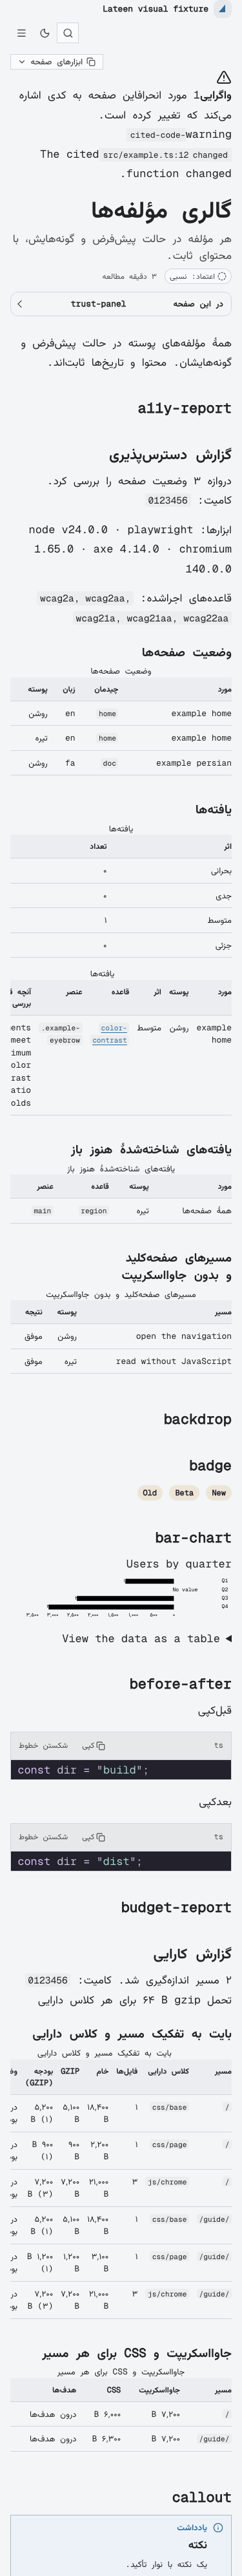 Lateen visual fixture
ابزارهای صفحه
واگرایی۱ مورد انحرافاین صفحه به کدی اشاره
می‌کند که تغییر کرده است.
cited-code-warning
The cited src/example.ts:12 changed
function changed.
گالری مؤلفه‌ها
هر مؤلفه در حالت پیش‌فرض و گونه‌هایش، با
محتوای ثابت.
اعتماد: نسبی ۳ دقیقه مطالعه
در این صفحه trust-panel
همهٔ مؤلفه‌های پوسته در حالت پیش‌فرض و
گونه‌هایشان. محتوا و تاریخ‌ها ثابت‌اند.
a11y-report
گزارش دسترس‌پذیری
دروازه ۳ وضعیت صفحه را بررسی کرد.
کامیت: 0123456
ابزارها: node v24.0.0 · playwright
1.65.0 · axe 4.14.0 · chromium
140.0.0
قاعده‌های اجراشده: wcag2a, wcag2aa,
wcag21a, wcag21aa, wcag22aa
وضعیت صفحه‌ها
وضعیت صفحه‌ها
مورد چیدمان زبان پوسته
example home home en روشن
example home home en تیره
example persian doc fa روشن
یافته‌ها
یافته‌ها
اثر تعداد
بحرانی ۰
جدی ۰
متوسط ۱
جزئی ۰
یافته‌ها
مورد پوسته اثر قاعده عنصر
بررسی
example home روشن متوسط color-contrast .example-eyebrow
meet
یافته‌های شناخته‌شدهٔ هنوز باز
یافته‌های شناخته‌شدهٔ هنوز باز
مورد پوسته قاعده عنصر
همهٔ صفحه‌ها تیره region main
مسیرهای صفحه‌کلید
و بدون جاوااسکریپت
مسیرهای صفحه‌کلید و بدون جاوااسکریپت
مسیر پوسته نتیجه
open the navigation روشن موفق
read without JavaScript تیره موفق
backdrop
badge
New Beta Old
bar-chart
Users by quarter
Q1
Q2 No value
Q3
Q4
۰ ۵۰۰ ۱٬۰۰۰ ۱٬۵۰۰ ۲٬۰۰۰ ۲٬۵۰۰ ۳٬۰۰۰ ۳٬۵۰۰
View the data as a table
before-after
قبل‌کپی
ts کپی شکستن خطوط
const dir = "build";
بعدکپی
ts کپی شکستن خطوط
const dir = "dist";
budget-report
گزارش کارایی
۲ مسیر اندازه‌گیری شد. کامیت: 0123456
تحمل ۶۴ B gzip برای هر کلاس دارایی
بایت به تفکیک مسیر و کلاس دارایی
بایت به تفکیک مسیر و کلاس دارایی
مسیر کلاس دارایی فایل‌ها خام GZIP بودجه (GZIP)
/ css/base ۱ ۱۸٬۴۰۰ B ۵٬۱۰۰ B ۵٬۲۰۰ B (۱)
/ css/page ۱ ۲٬۲۰۰ B ۹۰۰ B ۹۰۰ B (۱)
/ js/chrome ۳ ۲۱٬۰۰۰ B ۷٬۲۰۰ B ۷٬۲۰۰ B (۳)
/guide/ css/base ۱ ۱۸٬۴۰۰ B ۵٬۱۰۰ B ۵٬۲۰۰ B (۱)
/guide/ css/page ۱ ۳٬۱۰۰ B ۱٬۲۰۰ B ۱٬۲۰۰ B (۱)
/guide/ js/chrome ۳ ۲۱٬۰۰۰ B ۷٬۲۰۰ B ۷٬۲۰۰ B (۳)
جاوااسکریپت و CSS برای هر مسیر
جاوااسکریپت و CSS برای هر مسیر
مسیر جاوااسکریپت CSS هدف‌ها
/ ۷٬۲۰۰ B ۶٬۰۰۰ B درون هدف‌ها
/guide/ ۷٬۲۰۰ B ۶٬۳۰۰ B درون هدف‌ها
callout
یادداشت
نکته
یک نکته با نوار تأکید.